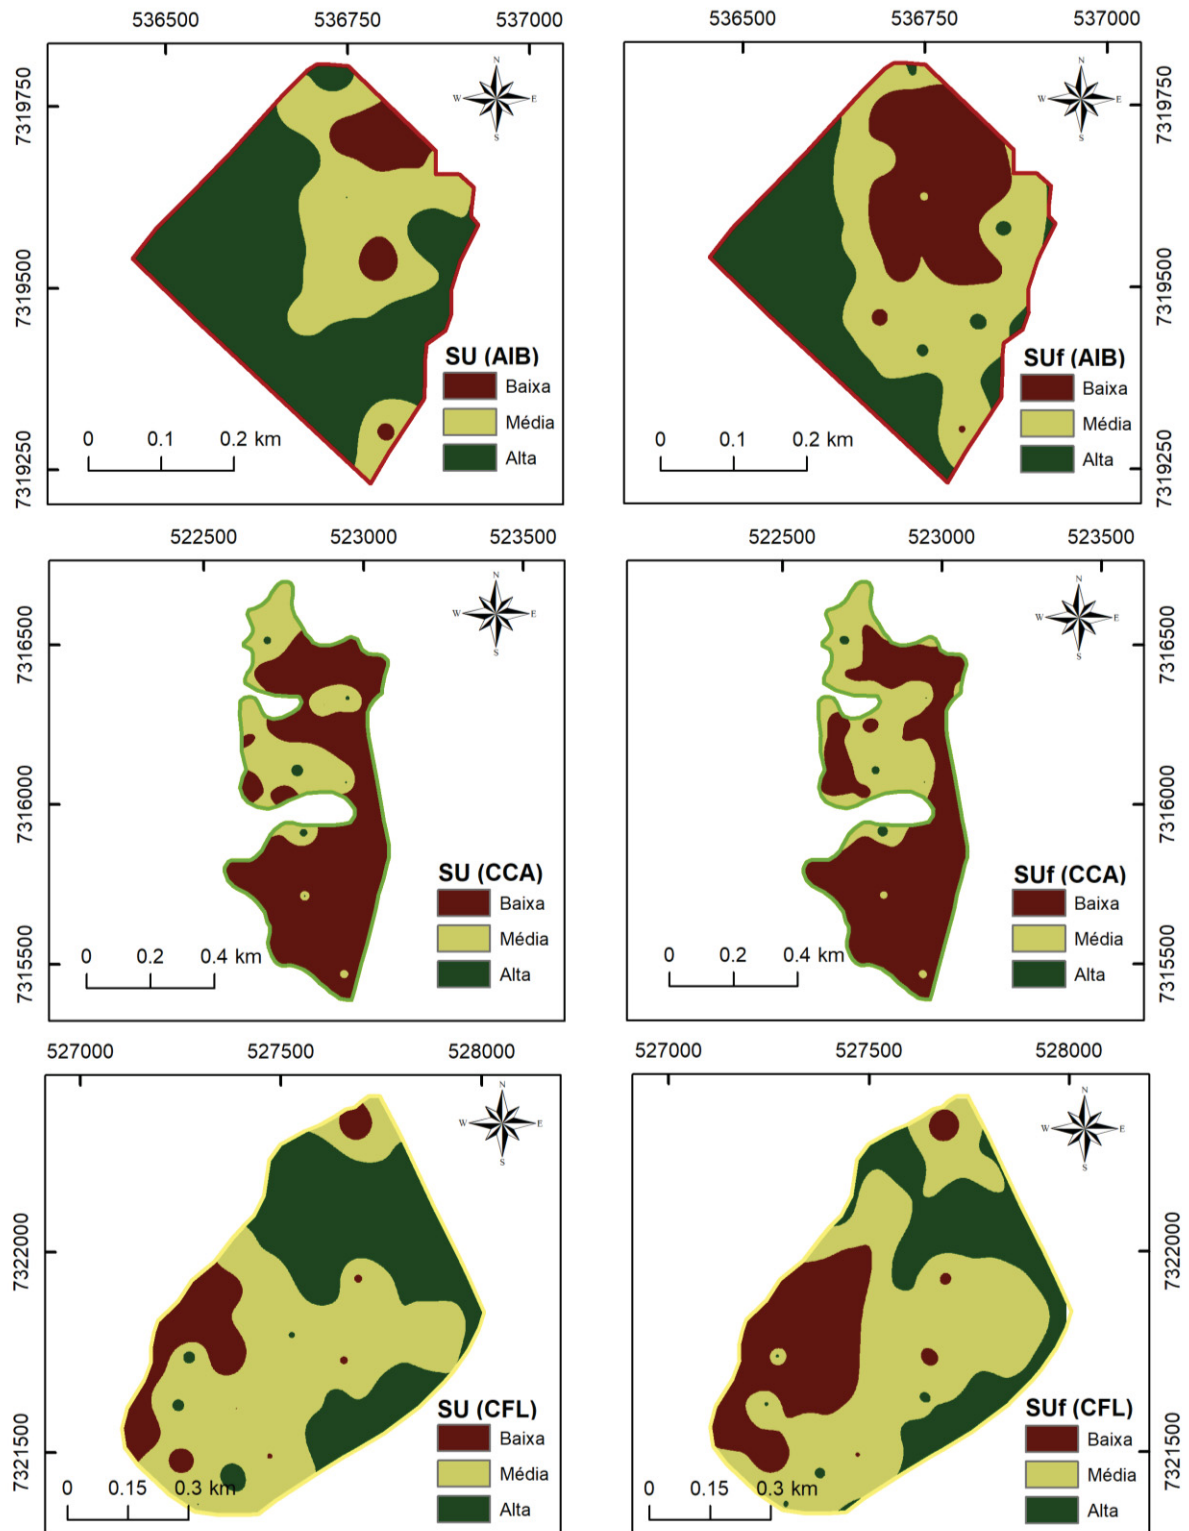 536500 536750 537000
536500 536750 537000
7319750
7319500
7319250
N
W E
S
SU (AIB)
Baixa
Média
Alta
0 0.1 0.2 km
N
W E
S
SUf (AIB)
Baixa
Média
Alta
0 0.1 0.2 km
7319750
7319500
7319250
522500 523000 523500
522500 523000 523500
7316500
7316000
7315500
N
W E
S
SU (CCA)
Baixa
Média
Alta
0 0.2 0.4 km
N
W E
S
SUf (CCA)
Baixa
Média
Alta
0 0.2 0.4 km
7316500
7316000
7315500
527000 527500 528000
527000 527500 528000
7322000
7321500
N
W E
S
SU (CFL)
Baixa
Média
Alta
0 0.15 0.3 km
N
W E
S
SUf (CFL)
Baixa
Média
Alta
0 0.15 0.3 km
7322000
7321500